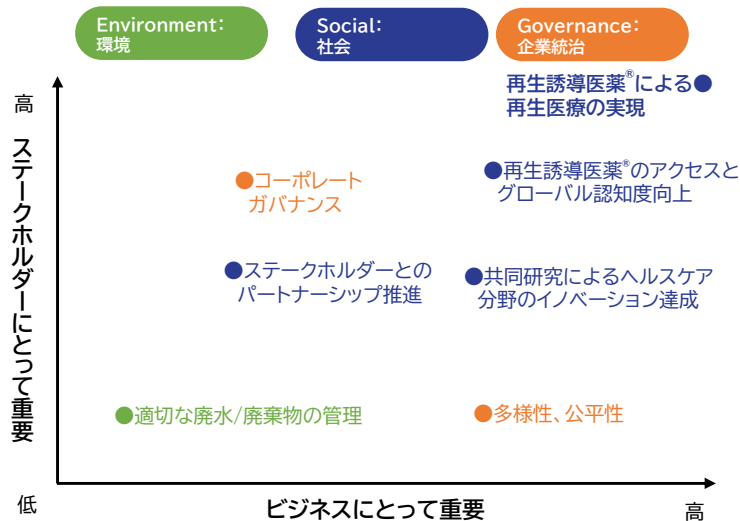 Environment:
環境
Social:
社会
Governance:
企業統治
高
再生誘導医薬®による●
再生医療の実現
●再生誘導医薬®のアクセスと
グローバル認知度向上
●コーポレート
ガバナンス
●ステークホルダーとの
パートナーシップ推進
●共同研究によるヘルスケア
分野のイノベーション達成
●適切な廃水/廃棄物の管理
●多様性、公平性
ステークホルダーにとって重要
低
ビジネスにとって重要
高